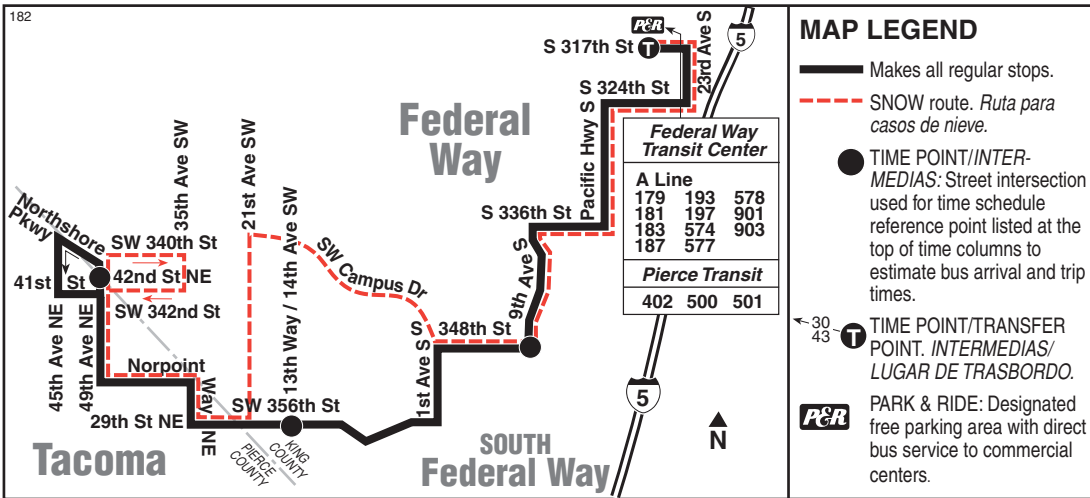 182
P&R
S 317th St
T
5
23rd Ave S
S 324th St
Federal
Way
Pacific Hwy S
Federal Way
Transit Center
A Line
179 193 578
181 197 901
183 574 903
187 577
Pierce Transit
402 500 501
35th Ave SW
21st Ave SW
13th Way / 14th Ave SW
S 336th St
Northshore
Pkwy
SW 340th St
SW Campus Dr
9th Ave S
41st St
42nd St NE
SW 342nd St
S 348th St
45th Ave NE
49th Ave NE
Norpoint
Way NE
1st Ave S
SW 356th St
29th St NE
5
N
Tacoma
KING
COUNTY
PIERCE
COUNTY
SOUTH
Federal Way
MAP LEGEND
Makes all regular stops.
SNOW route. Ruta para
casos de nieve.
TIME POINT/INTER-
MEDIAS: Street intersection
used for time schedule
reference point listed at the
top of time columns to
estimate bus arrival and trip
times.
30
43
T
TIME POINT/TRANSFER
POINT. INTERMEDIAS/
LUGAR DE TRASBORDO.
P&R
PARK & RIDE: Designated
free parking area with direct
bus service to commercial
centers.